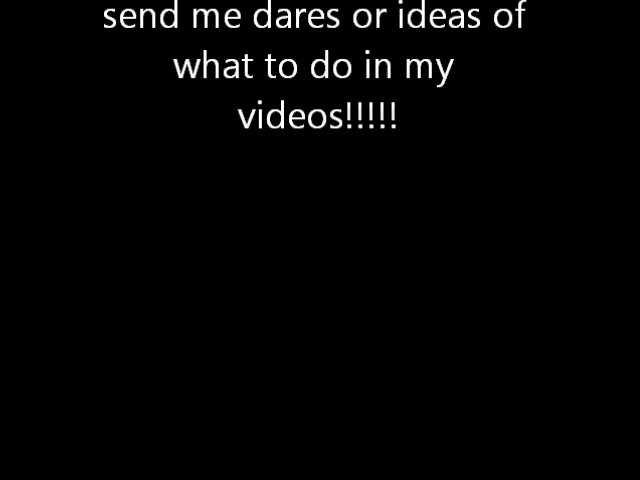 send me dares or ideas of
what to do in my
videos!!!!!